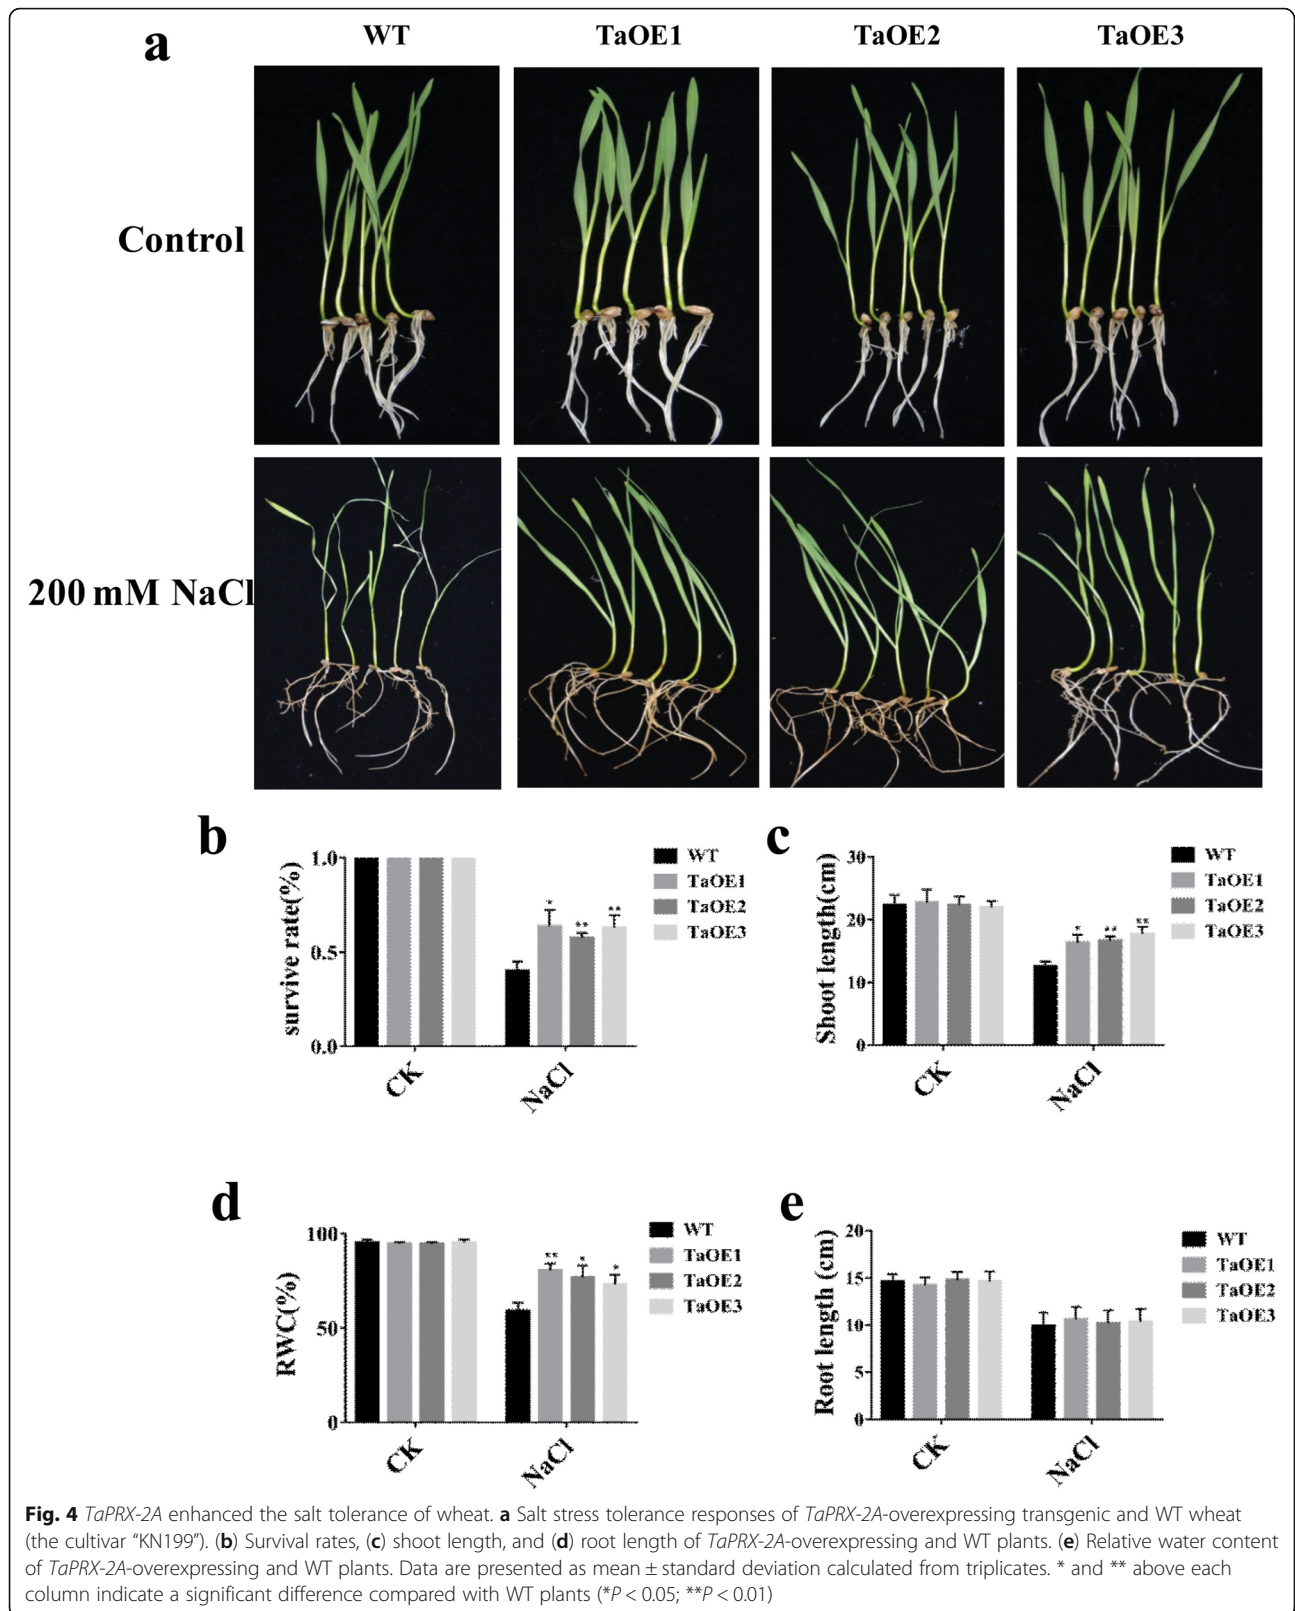 a
WT TaOE1 TaOE2 TaOE3
Control
200 mM NaCl
b
survive rate(%)
1.0
0.5
0.0
* ** **
CK NaCl
WT
TaOE1
TaOE2
TaOE3
c
Shoot length(cm)
30
20
10
0
* ** **
CK NaCl
WT
TaOE1
TaOE2
TaOE3
d
RWC(%)
100
50
0
** * *
CK NaCl
WT
TaOE1
TaOE2
TaOE3
e
Root length (cm)
20
15
10
5
0
CK NaCl
WT
TaOE1
TaOE2
TaOE3
Fig. 4 TaPRX-2A enhanced the salt tolerance of wheat. a Salt stress tolerance responses of TaPRX-2A-overexpressing transgenic and WT wheat
(the cultivar “KN199”). (b) Survival rates, (c) shoot length, and (d) root length of TaPRX-2A-overexpressing and WT plants. (e) Relative water content
of TaPRX-2A-overexpressing and WT plants. Data are presented as mean ± standard deviation calculated from triplicates. * and ** above each
column indicate a significant difference compared with WT plants (*P < 0.05; **P < 0.01)